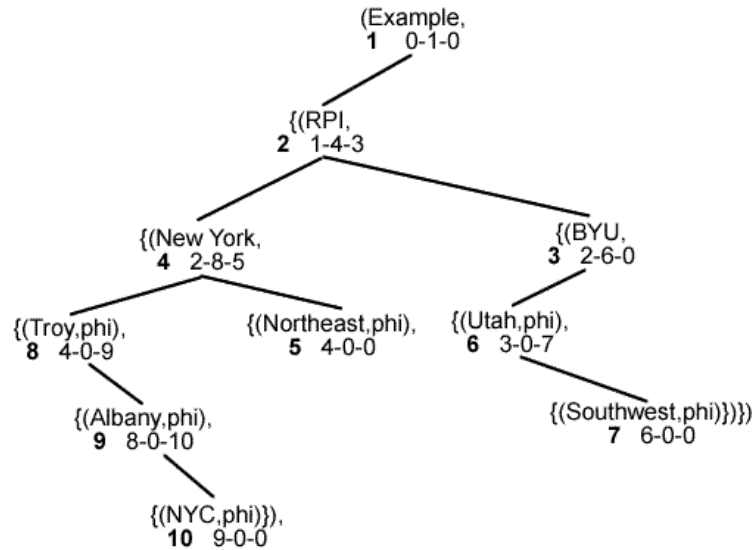 (Example,
1 0-1-0
{(RPI,
2 1-4-3
{(New York,
4 2-8-5
{(BYU,
3 2-6-0
{(Troy,phi),
8 4-0-9
{(Northeast,phi),
5 4-0-0
{(Utah,phi),
6 3-0-7
{(Albany,phi),
9 8-0-10
{(Southwest,phi)})})
7 6-0-0
{(NYC,phi)}),
10 9-0-0